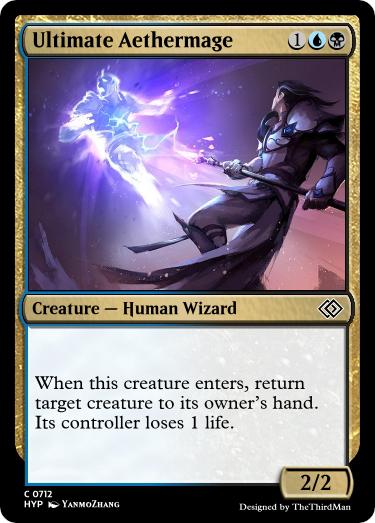 Ultimate Aethermage 1
Creature — Human Wizard
When this creature enters, return
target creature to its owner's hand.
Its controller loses 1 life.
2/2
C 0712
HYP YanmoZhang
Designed by TheThirdMan